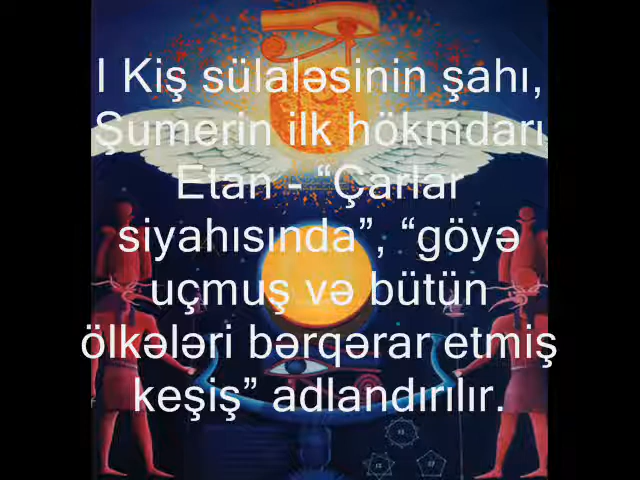 I Kiş sülaləsinin şahı,
Şumerin ilk hökmdarı
Etan - “Çarlar
siyahısında”, “göyə
uçmuş və bütün
ölkələri bərqərar etmiş
keşiş” adlandırılır.